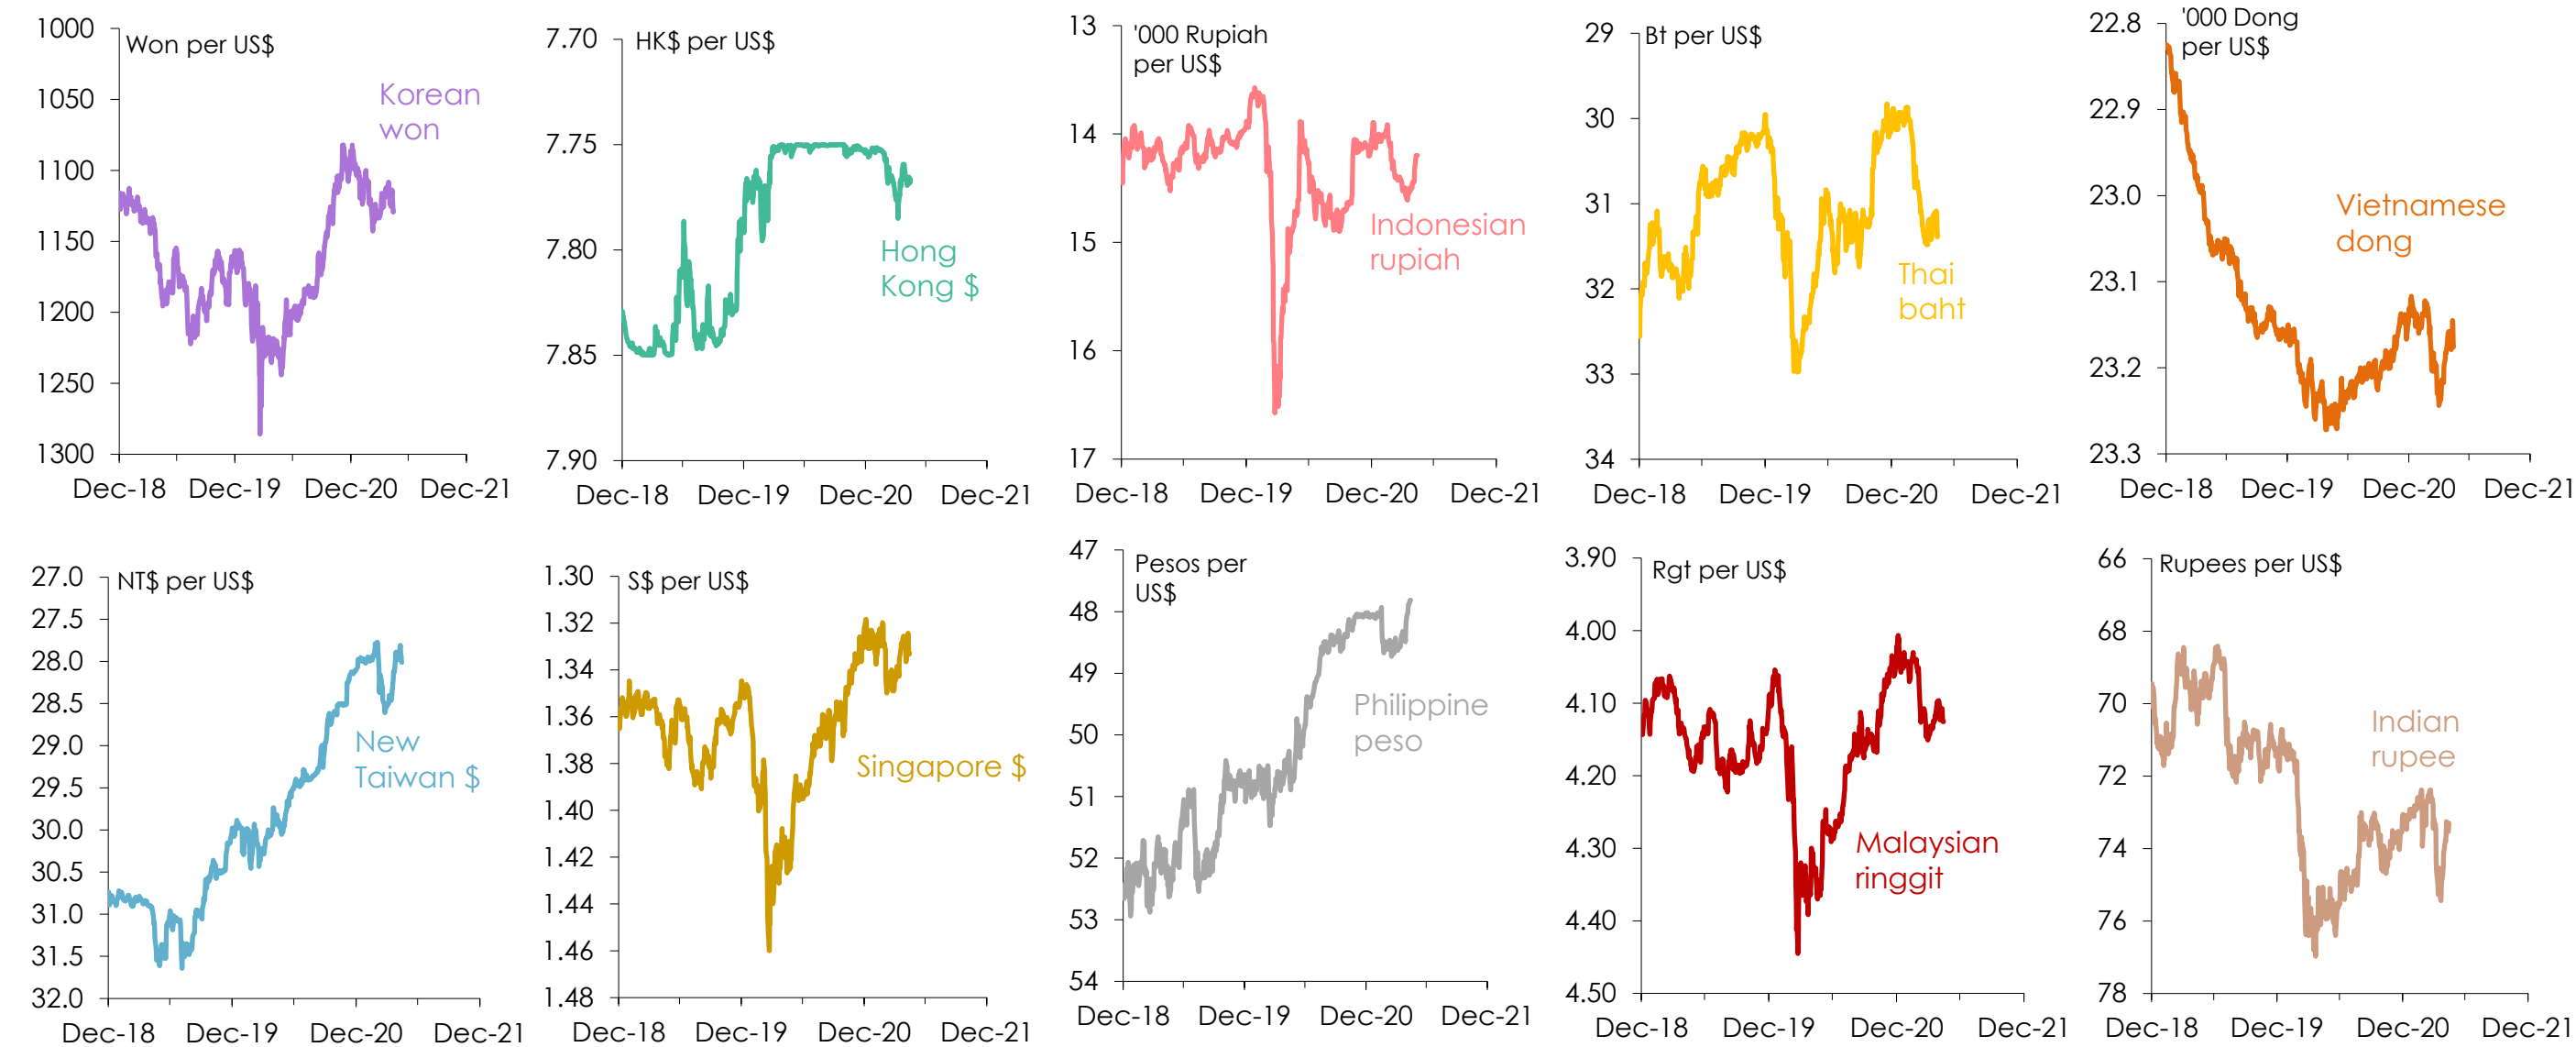 Won per US$
1000
1050
1100
1150
1200
1250
1300
Korean
won
Dec-18 Dec-19 Dec-20 Dec-21
HK$ per US$
7.70
7.75
7.80
7.85
7.90
Hong
Kong $
Dec-18 Dec-19 Dec-20 Dec-21
'000 Rupiah
per US$
13
14
15
16
17
Indonesian
rupiah
Dec-18 Dec-19 Dec-20 Dec-21
Bt per US$
29
30
31
32
33
34
Thai
baht
Dec-18 Dec-19 Dec-20 Dec-21
'000 Dong
per US$
22.8
22.9
23.0
23.1
23.2
23.3
Vietnamese
dong
Dec-18 Dec-19 Dec-20 Dec-21
NT$ per US$
27.0
27.5
28.0
28.5
29.0
29.5
30.0
30.5
31.0
31.5
32.0
New
Taiwan $
Dec-18 Dec-19 Dec-20 Dec-21
S$ per US$
1.30
1.32
1.34
1.36
1.38
1.40
1.42
1.44
1.46
1.48
Singapore $
Dec-18 Dec-19 Dec-20 Dec-21
Pesos per
US$
47
48
49
50
51
52
53
54
Philippine
peso
Dec-18 Dec-19 Dec-20 Dec-21
Rgt per US$
3.90
4.00
4.10
4.20
4.30
4.40
4.50
Malaysian
ringgit
Dec-18 Dec-19 Dec-20 Dec-21
Rupees per US$
66
68
70
72
74
76
78
Indian
rupee
Dec-18 Dec-19 Dec-20 Dec-21